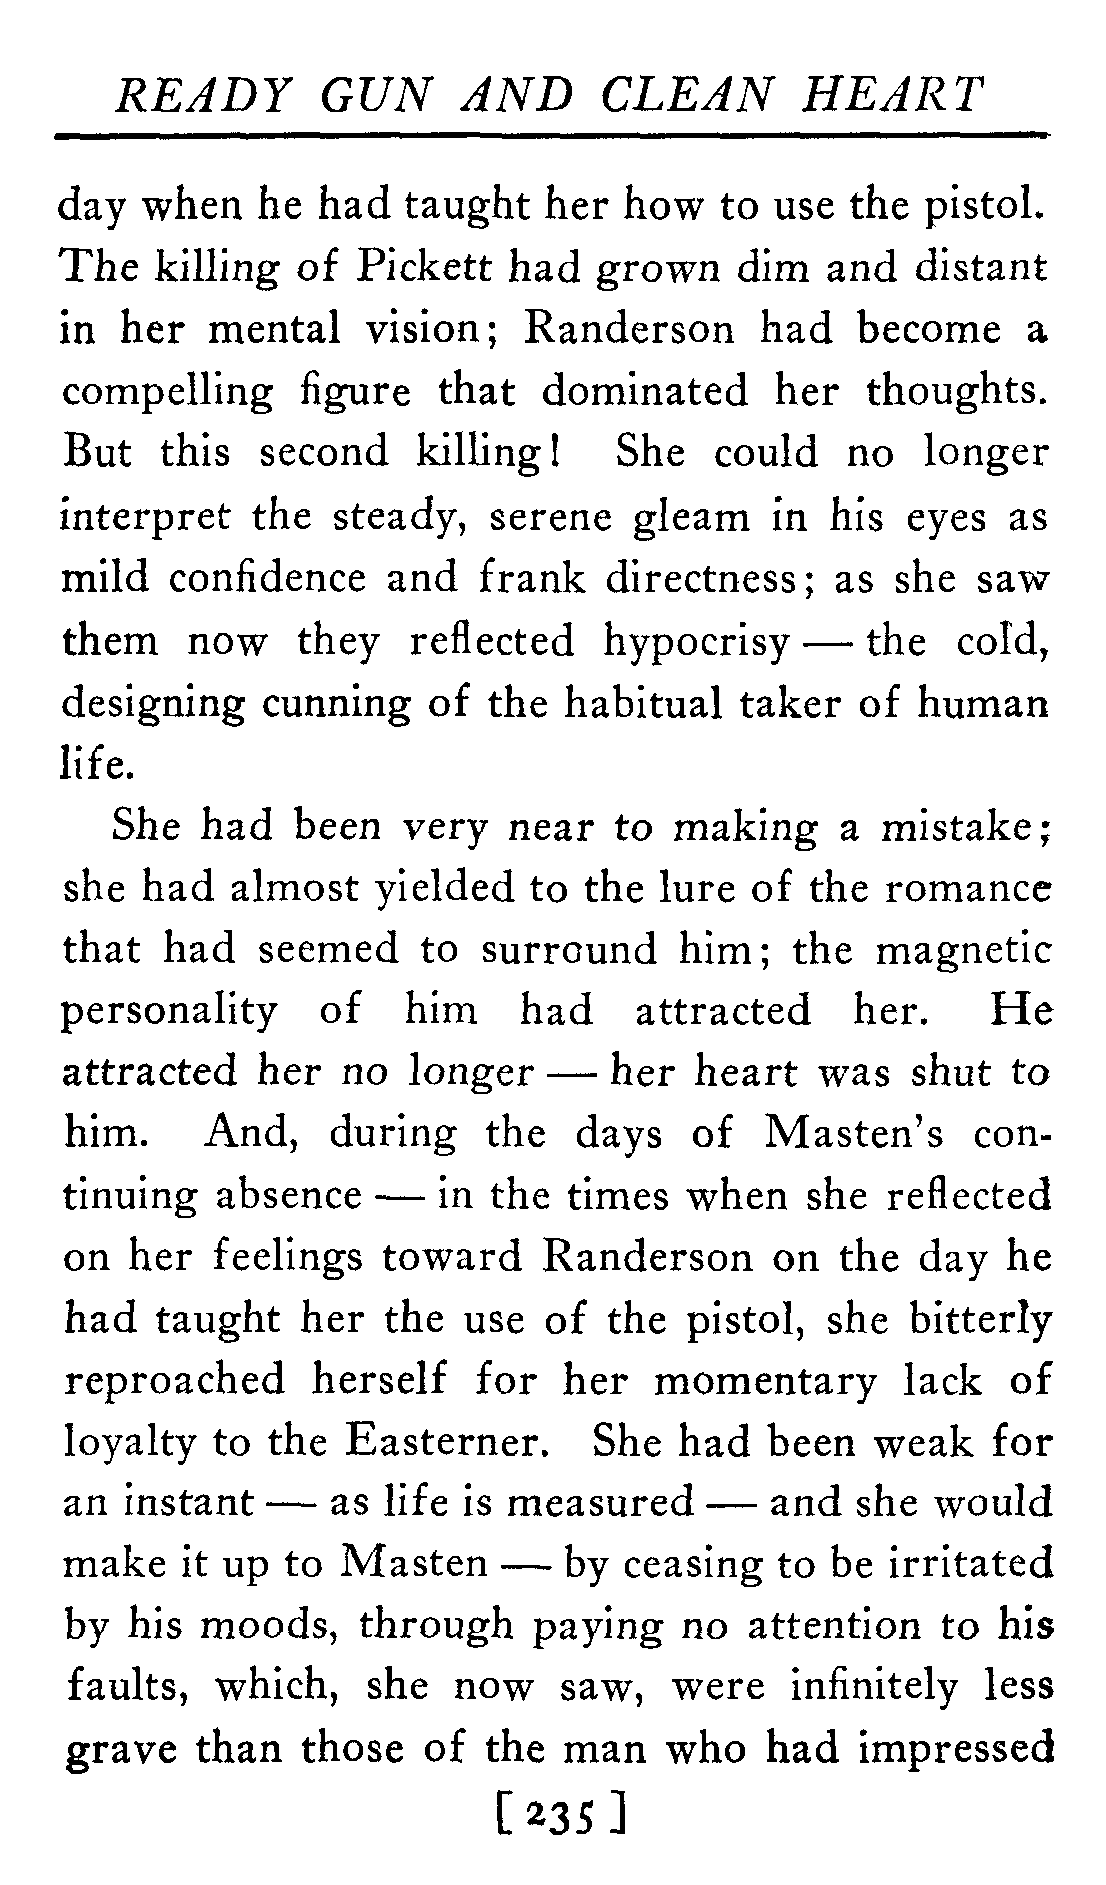 READY GUN AND CLEAN HEART
day when he had taught her how to use the pistol.
The killing of Pickett had grown dim and distant
in her mental vision; Randerson had become a
compelling figure that dominated her thoughts.
But this second killing! She could no longer
interpret the steady, serene gleam in his eyes as
mild confidence and frank directness; as she saw
them now they reflected hypocrisy — the cold,
designing cunning of the habitual taker of human
life.
She had been very near to making a mistake;
she had almost yielded to the lure of the romance
that had seemed to surround him; the magnetic
personality of him had attracted her. He
attracted her no longer — her heart was shut to
him. And, during the days of Masten's con-
tinuing absence — in the times when she reflected
on her feelings toward Randerson on the day he
had taught her the use of the pistol, she bitterly
reproached herself for her momentary lack of
loyalty to the Easterner. She had been weak for
an instant — as life is measured — and she would
make it up to Masten — by ceasing to be irritated
by his moods, through paying no attention to his
faults, which, she now saw, were infinitely less
grave than those of the man who had impressed
[ 235 ]